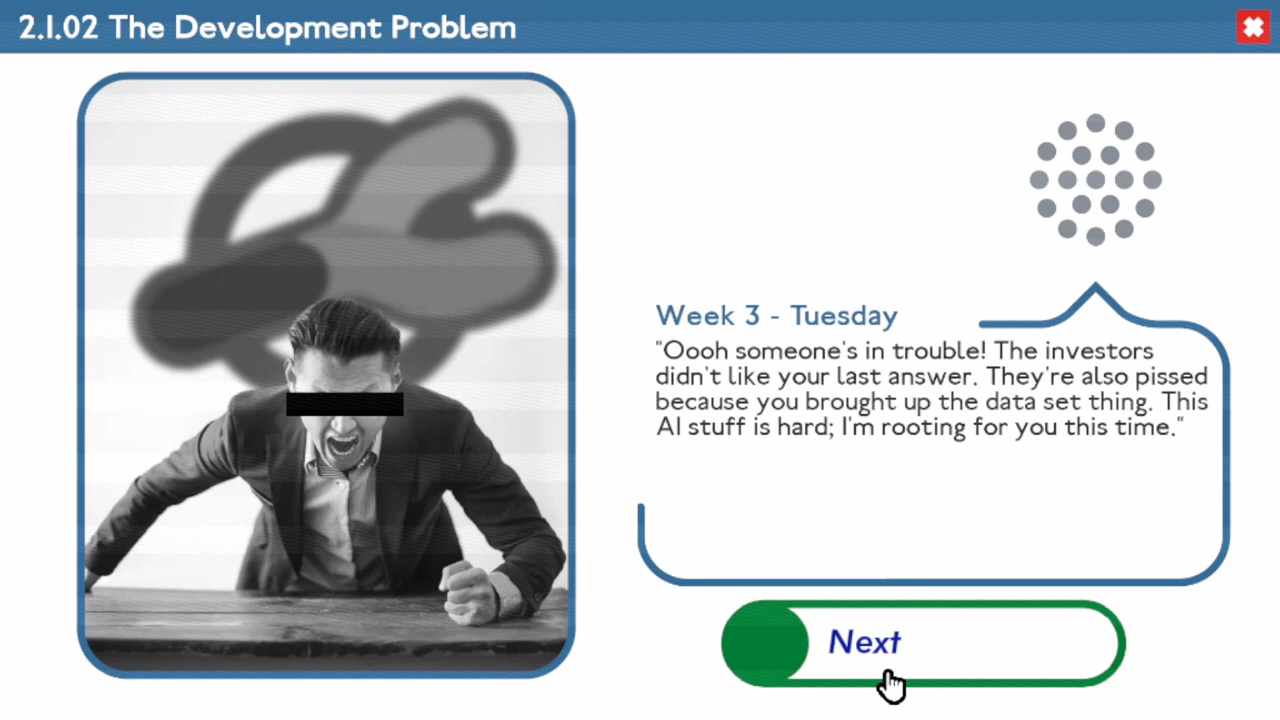 2.1.02 The Development Problem
Week 3 - Tuesday
"Oooh someone's in trouble! The investors
didn't like your last answer. They're also pissed
because you brought up the data set thing. This
AI stuff is hard; I'm rooting for you this time."
Next